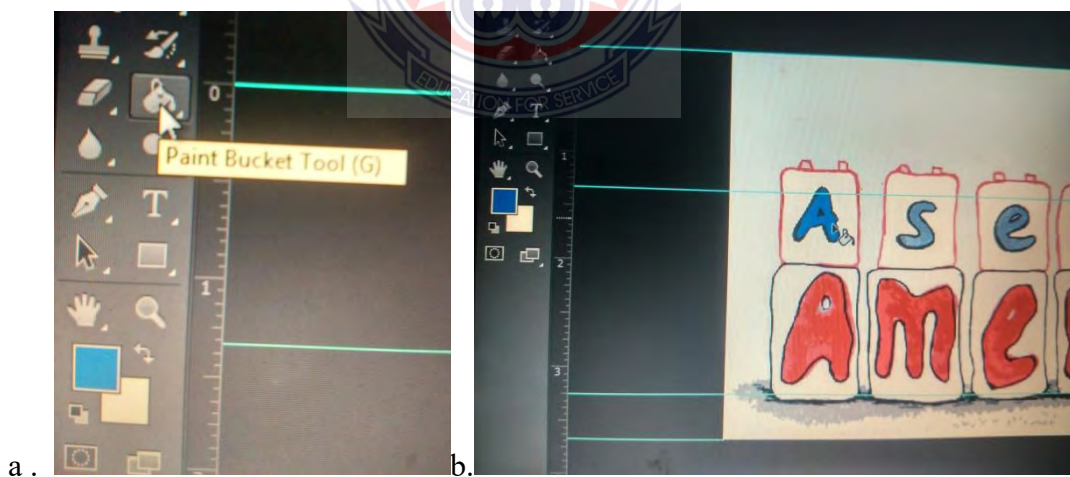 EDUCATION FOR SERVICE
0
Paint Bucket Tool (G)
T
1
T
1
2
3
A s e
A m e
a .
b.